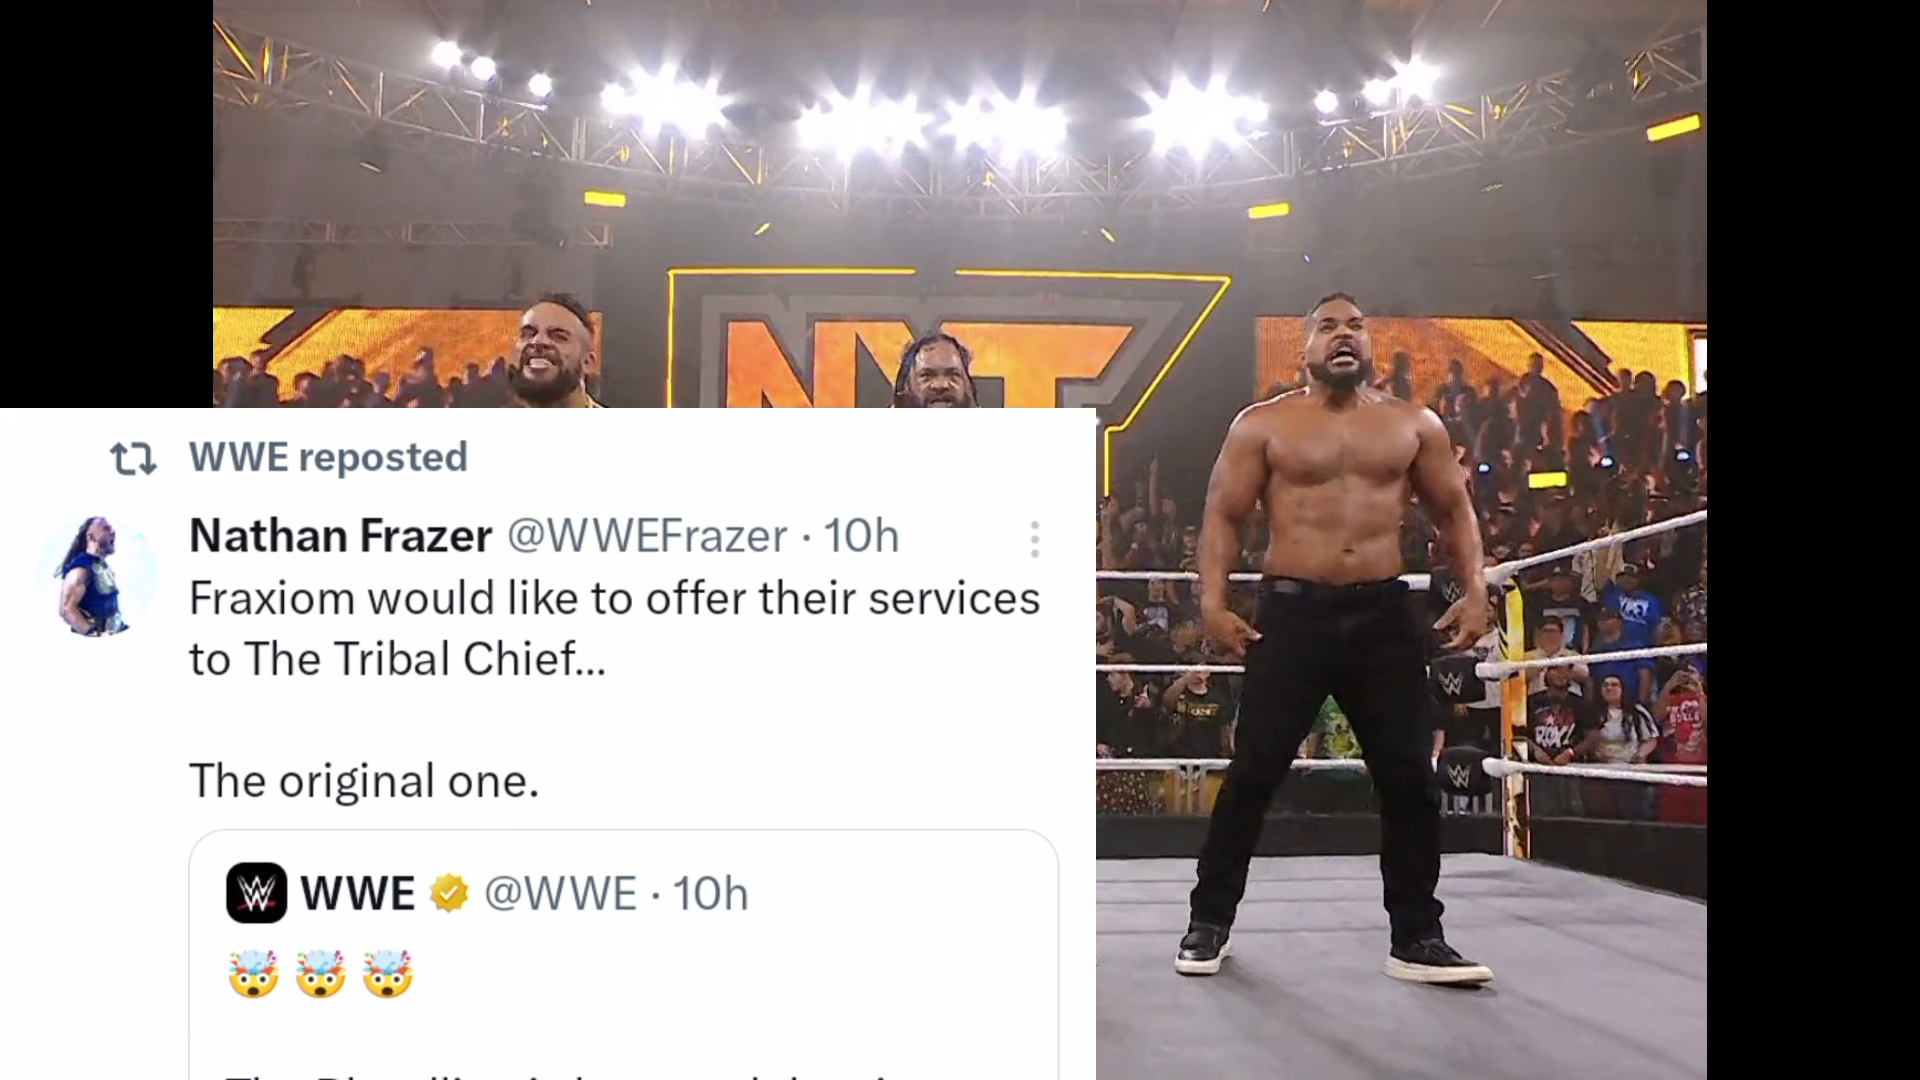 NXT
WWE reposted
Nathan Frazer @WWEFrazer · 10h
Fraxiom would like to offer their services
to The Tribal Chief...
The original one.
WWE @WWE · 10h
🤯 🤯 🤯